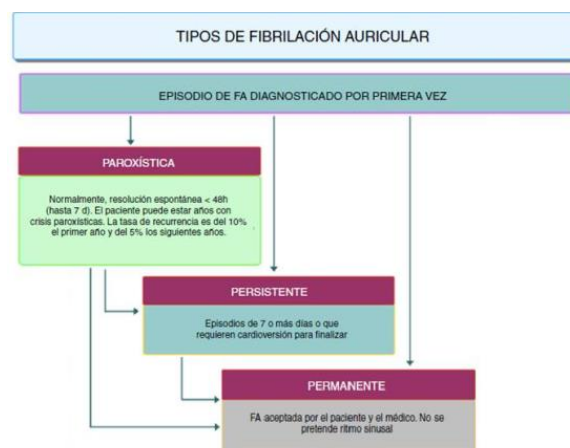 TIPOS DE FIBRILACIÓN AURICULAR
EPISODIO DE FA DIAGNOSTICADO POR PRIMERA VEZ
PAROXÍSTICA
Normalmente, resolución espontánea < 48h
(hasta 7 d). El paciente puede estar años con
crisis paroxísticas. La tasa de recurrencia es del 10%
el primer año y del 5% los siguientes años.
PERSISTENTE
Episodios de 7 o más días o que
requieren cardioversión para finalizar
PERMANENTE
FA aceptada por el paciente y el médico. No se
pretende ritmo sinusal